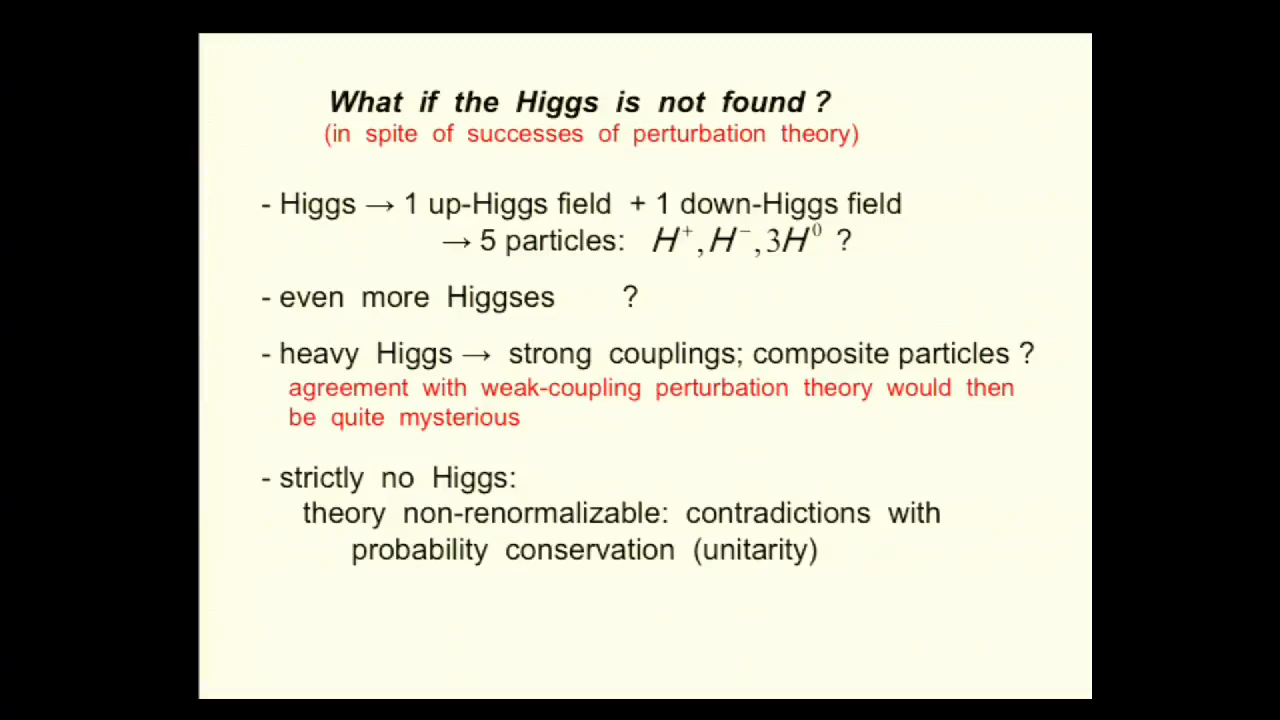 What if the Higgs is not found ?
(in spite of successes of perturbation theory)
- Higgs → 1 up-Higgs field + 1 down-Higgs field
→ 5 particles: H⁺, H⁻, 3H⁰ ?
- even more Higgses ?
- heavy Higgs → strong couplings; composite particles ?
agreement with weak-coupling perturbation theory would then
be quite mysterious
- strictly no Higgs:
theory non-renormalizable: contradictions with
probability conservation (unitarity)